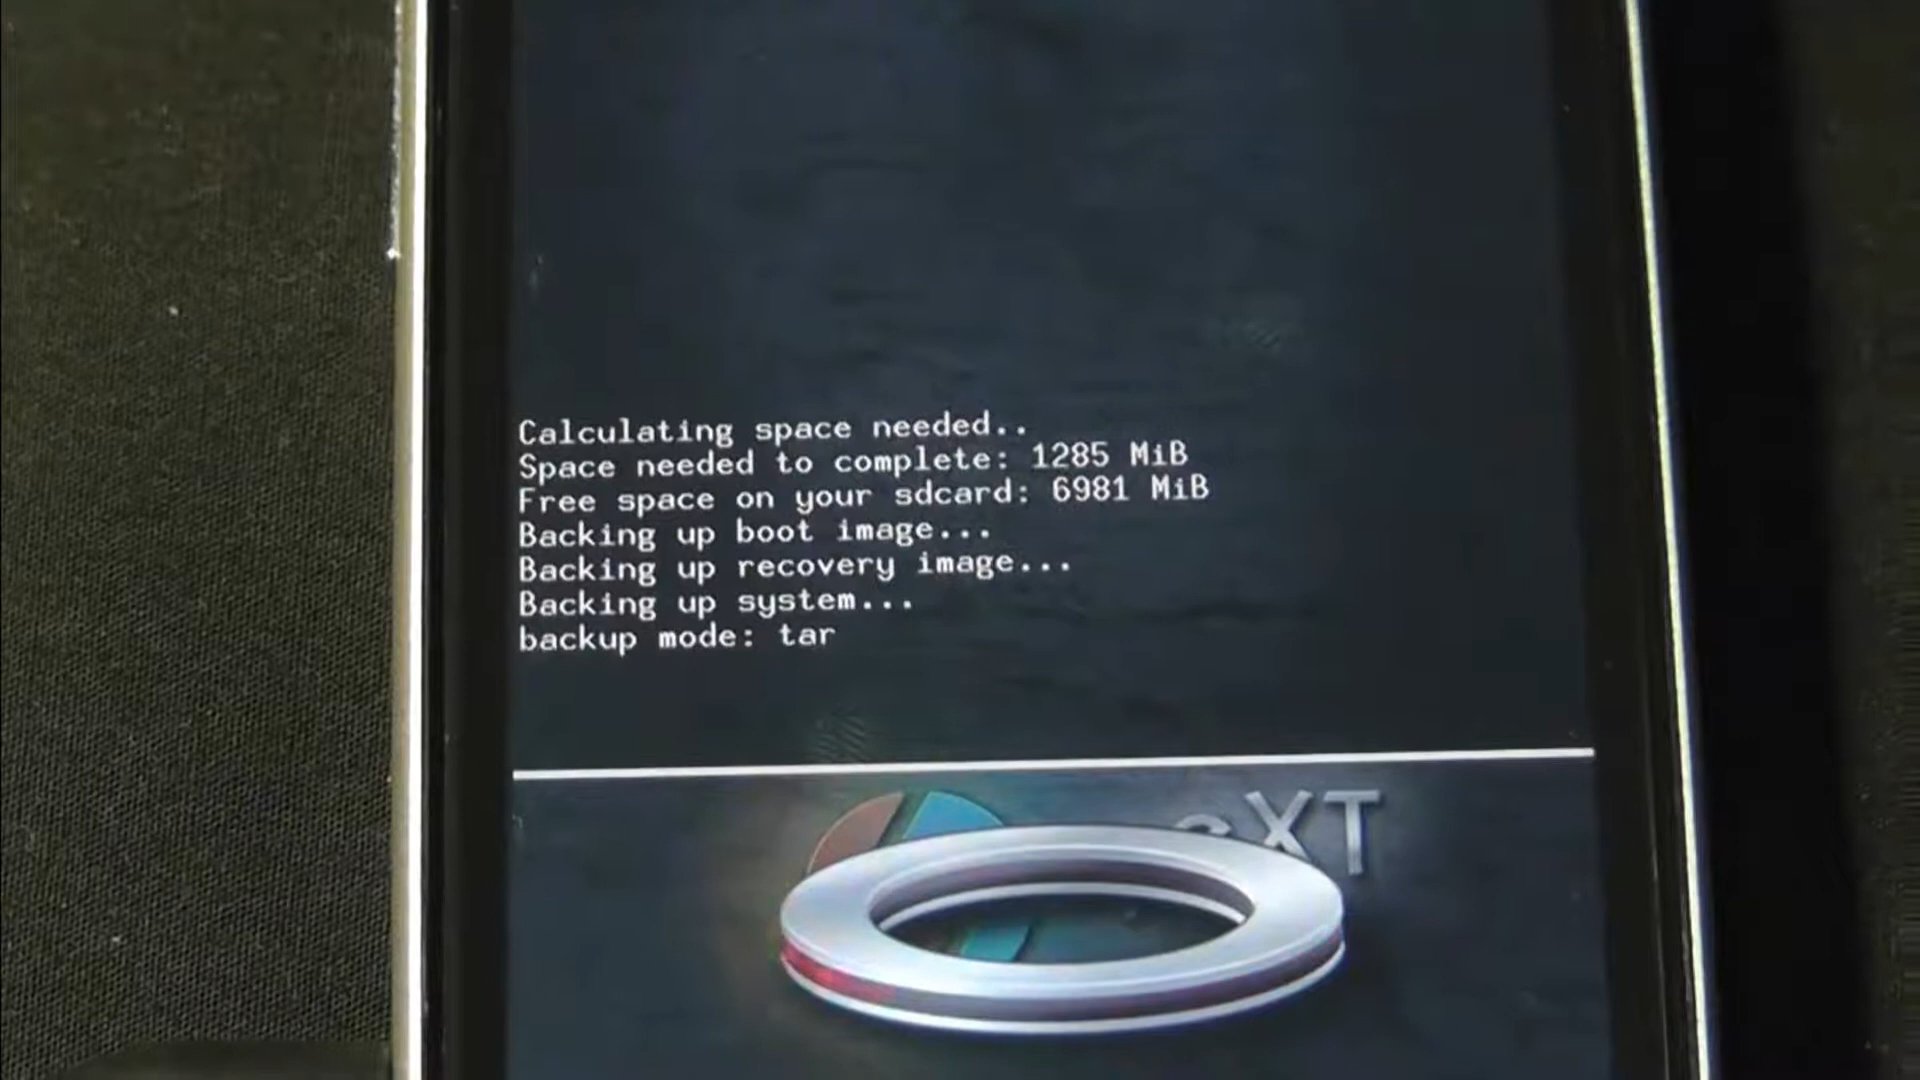 Calculating space needed..
Space needed to complete: 1285 MiB
Free space on your sdcard: 6981 MiB
Backing up boot image...
Backing up recovery image...
Backing up system...
backup mode: tar
eXT